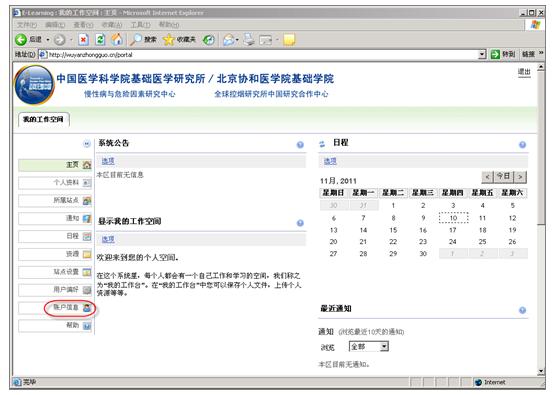 E-Learning : 我的工作空间 : 主页 - Microsoft Internet Explorer
文件(F) 编辑(E) 查看(V) 收藏(A) 工具(T) 帮助(H)
后退 搜索 收藏夹
地址(D) http://wuyanzhongguo.cn/portal 转到 链接 »
中国医学科学院基础医学研究所 / 北京协和医学院基础学院
慢性病与危险因素研究中心 全球控烟研究所中国研究合作中心
退出
我的工作空间
主页
个人资料
所属站点
通知
日程
资源
站点设置
用户偏好
账户信息
帮助
系统公告
选项
本区目前无信息
显示我的工作空间
选项
欢迎来到您的个人空间。
在这个系统里，每个人都会有一个自己工作和学习的空间，我们称之
为“我的工作台”。在“我的工作台”中您可以保存个人文件，上传个人
资源等等。
日程
选项
11月, 2011 < 今日 >
星期日 星期一 星期二 星期三 星期四 星期五 星期六
30 31 1 2 3 4 5
6 7 8 9 10 11 12
13 14 15 16 17 18 19
20 21 22 23 24 25 26
27 28 29 30 1 2 3
最近通知
通知 (浏览最近10天的通知)
浏览 全部
本区目前无通知。
完毕 Internet